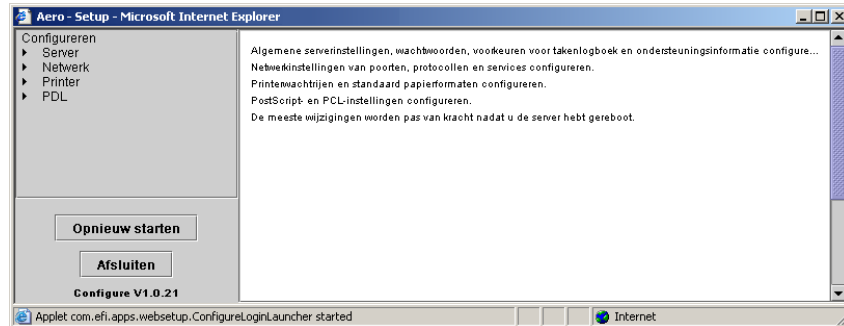 Aero - Setup - Microsoft Internet Explorer
Configureren
Server
Netwerk
Printer
PDL
Algemene serverinstellingen, wachtwoorden, voorkeuren voor takenlogboek en ondersteuningsinformatie configure...
Netwerkinstellingen van poorten, protocollen en services configureren.
Printerwachtrijen en standaard papierformaten configureren.
PostScript- en PCL-instellingen configureren.
De meeste wijzigingen worden pas van kracht nadat u de server hebt gereboot.
Opnieuw starten
Afsluiten
Configure V1.0.21
Applet com.efi.apps.websetup.ConfigureLoginLauncher started
Internet